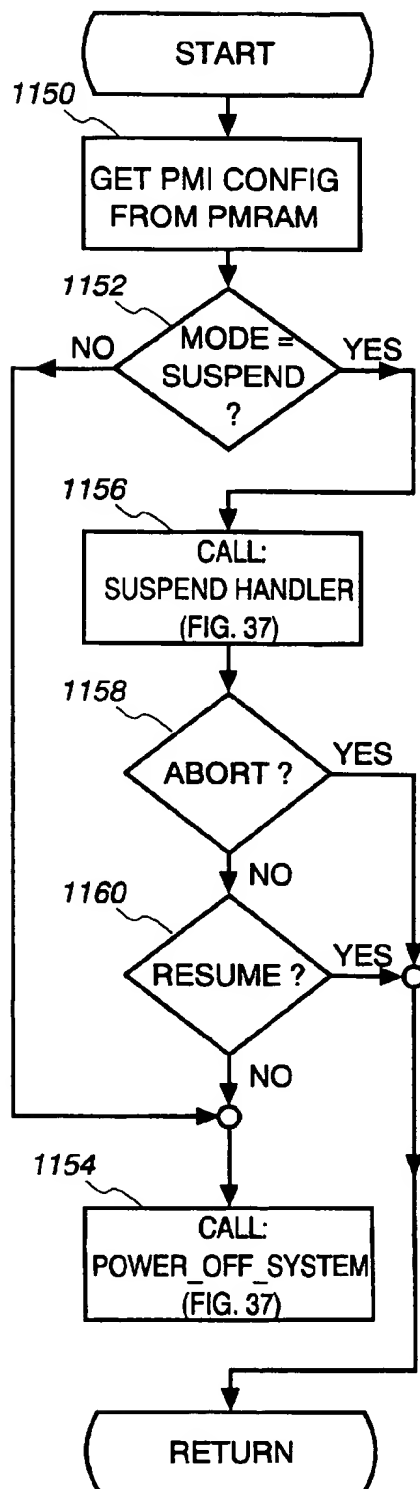 START
1150
GET PMI CONFIG
FROM PMRAM
1152
NO
MODE =
SUSPEND
?
YES
1156
CALL:
SUSPEND HANDLER
(FIG. 37)
1158
ABORT ?
YES
NO
1160
RESUME ?
YES
NO
1154
CALL:
POWER_OFF_SYSTEM
(FIG. 37)
RETURN